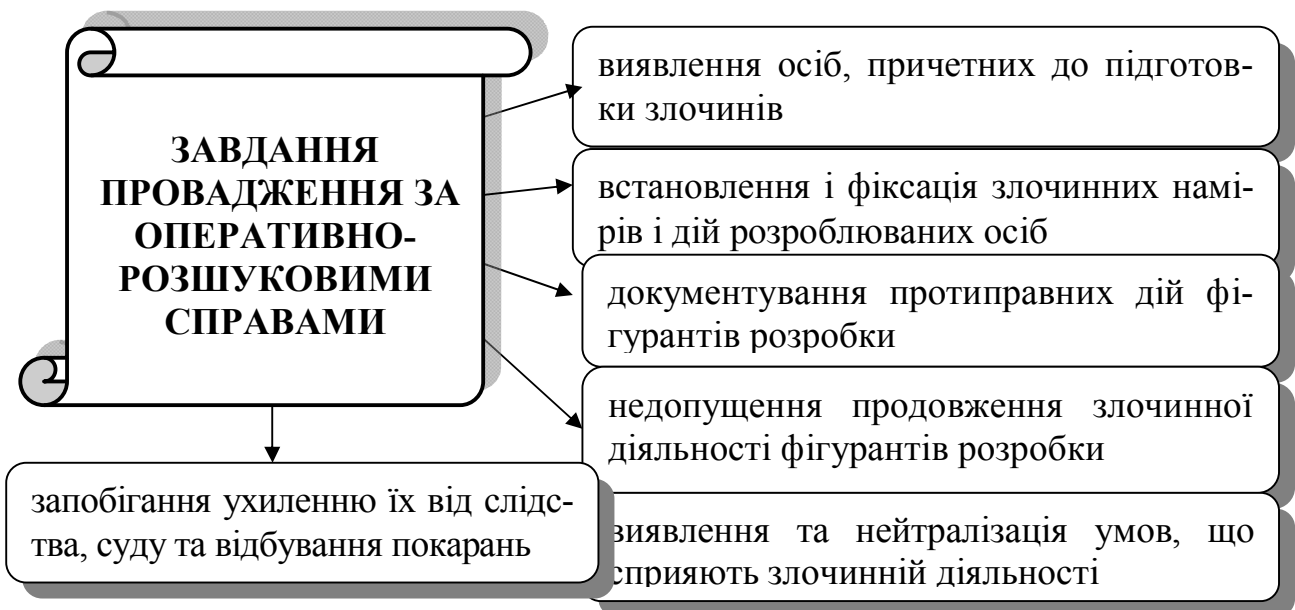 ЗАВДАННЯ
ПРОВАДЖЕННЯ ЗА
ОПЕРАТИВНО-
РОЗШУКОВИМИ
СПРАВАМИ
виявлення осіб, причетних до підготов-
ки злочинів
встановлення і фіксація злочинних намі-
рів і дій розроблюваних осіб
документування протиправних дій фі-
гурантів розробки
недопущення продовження злочинної
діяльності фігурантів розробки
запобігання ухиленню їх від слідс-
тва, суду та відбування покарань
виявлення та нейтралізація умов, що
сприяють злочинній діяльності